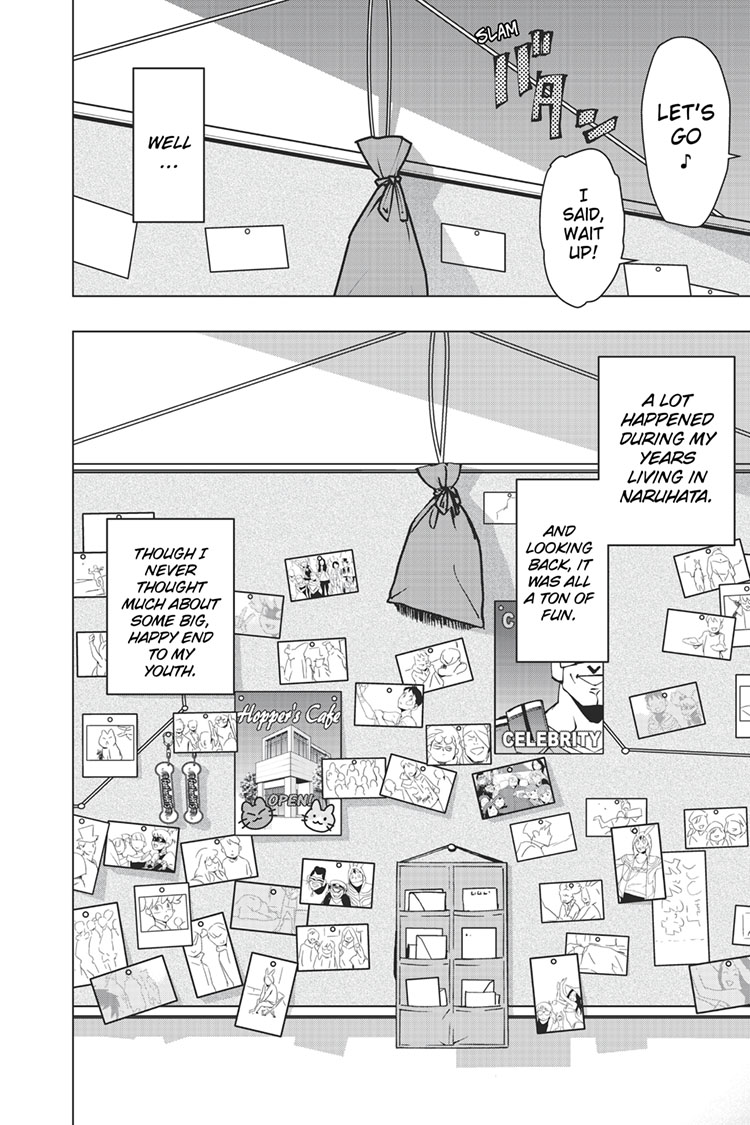 LET'S
GO
♪
SLAM
バタン
I
SAID,
WAIT
UP!
WELL
...
A LOT
HAPPENED
DURING MY
YEARS
LIVING IN
NARUHATA.
AND
LOOKING
BACK, IT
WAS ALL
A TON OF
FUN.
THOUGH I
NEVER
THOUGHT
MUCH ABOUT
SOME BIG,
HAPPY END
TO MY
YOUTH.
Hopper's Cafe
OPEN!
CELEBRITY